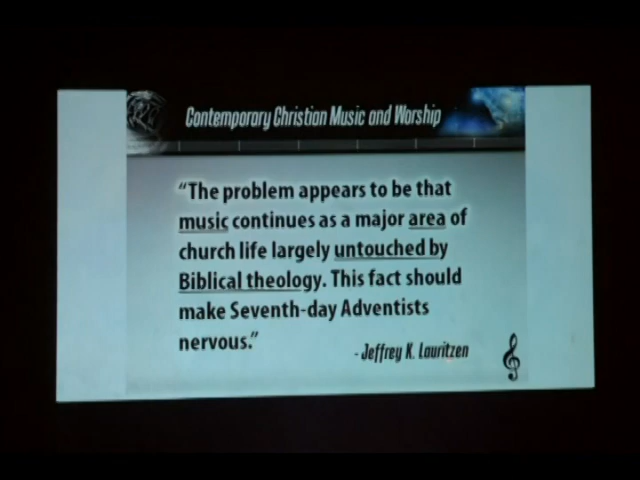 Contemporary Christian Music and Worship
“The problem appears to be that
music continues as a major area of
church life largely untouched by
Biblical theology. This fact should
make Seventh-day Adventists
nervous.”
- Jeffrey K. Lauritzen